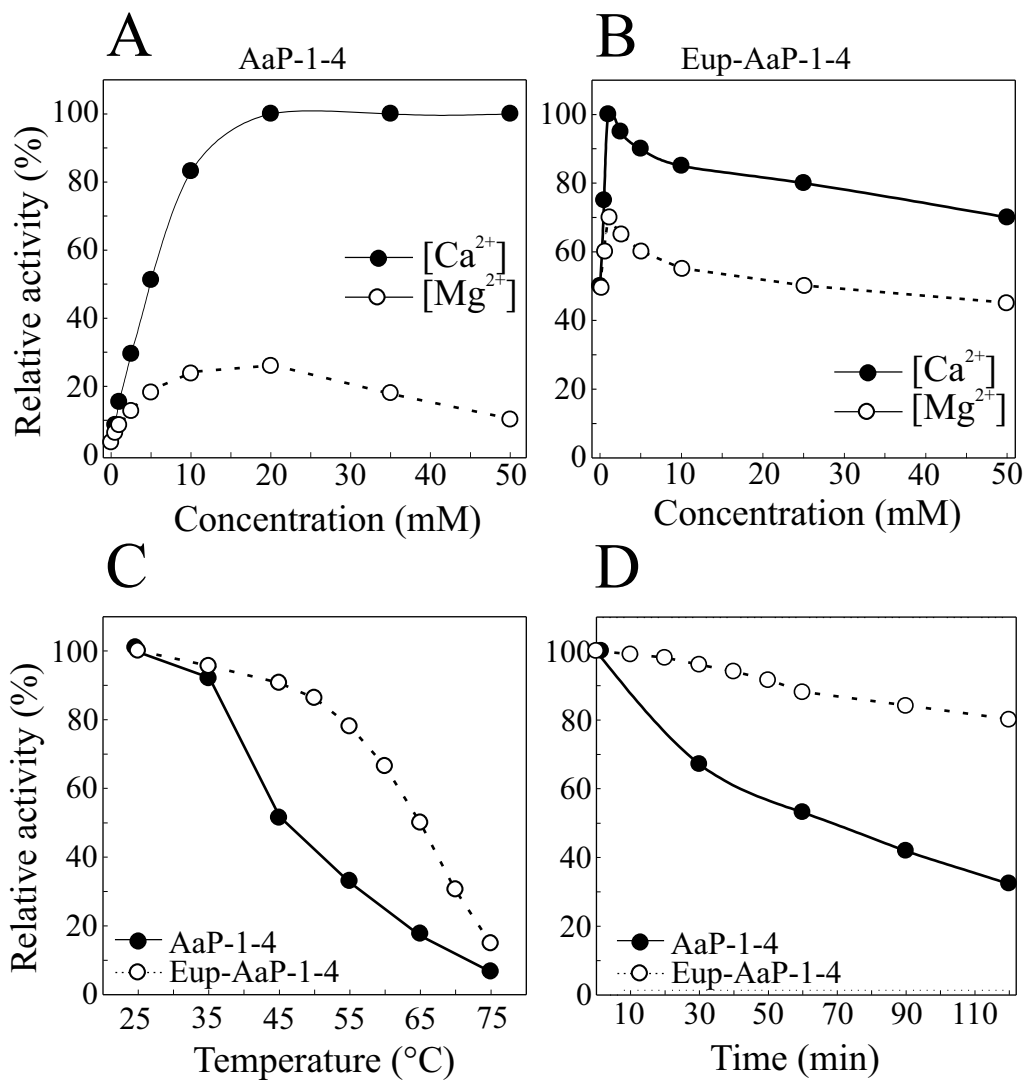 A
AaP-1-4
Relative activity (%)
100
80
60
40
20
0
[Ca²⁺]
[Mg²⁺]
0 10 20 30 40 50
Concentration (mM)
B
Eup-AaP-1-4
100
80
60
40
20
0
[Ca²⁺]
[Mg²⁺]
0 10 20 30 40 50
Concentration (mM)
C
Relative activity (%)
100
80
60
40
20
0
AaP-1-4
Eup-AaP-1-4
25 35 45 55 65 75
Temperature (°C)
D
100
80
60
40
20
0
AaP-1-4
Eup-AaP-1-4
10 30 50 70 90 110
Time (min)